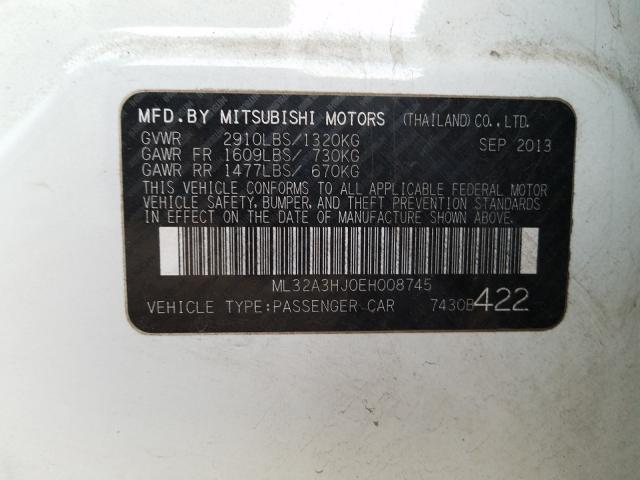 MFD. BY MITSUBISHI MOTORS (THAILAND) CO., LTD.
GVWR 2910LBS/1320KG SEP 2013
GAWR FR 1609LBS/ 730KG
GAWR RR 1477LBS/ 670KG
THIS VEHICLE CONFORMS TO ALL APPLICABLE FEDERAL MOTOR
VEHICLE SAFETY, BUMPER, AND THEFT PREVENTION STANDARDS
IN EFFECT ON THE DATE OF MANUFACTURE SHOWN ABOVE.
ML32A3HJ0EH008745
VEHICLE TYPE:PASSENGER CAR 7430B422